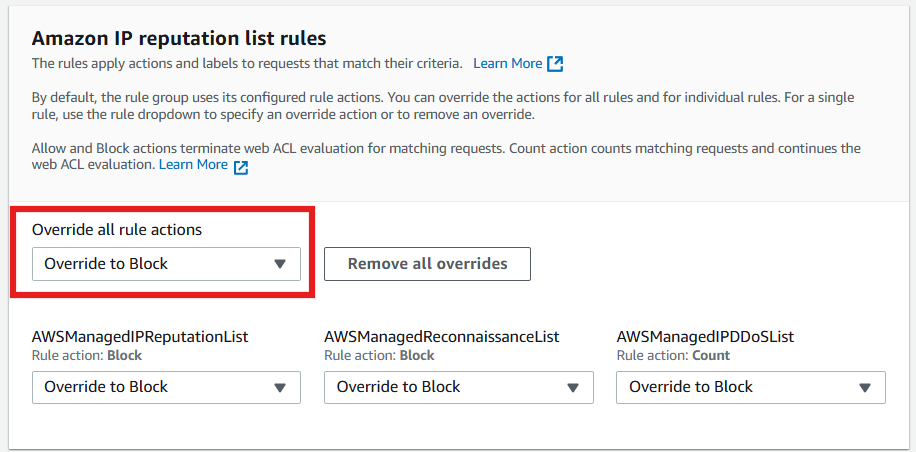 Amazon IP reputation list rules
The rules apply actions and labels to requests that match their criteria. Learn More
By default, the rule group uses its configured rule actions. You can override the actions for all rules and for individual rules. For a single
rule, use the rule dropdown to specify an override action or to remove an override.
Allow and Block actions terminate web ACL evaluation for matching requests. Count action counts matching requests and continues the
web ACL evaluation. Learn More
Override all rule actions
Override to Block
Remove all overrides
AWSManagedIPReputationList
Rule action: Block
Override to Block
AWSManagedReconnaissanceList
Rule action: Block
Override to Block
AWSManagedIPDDoSList
Rule action: Count
Override to Block